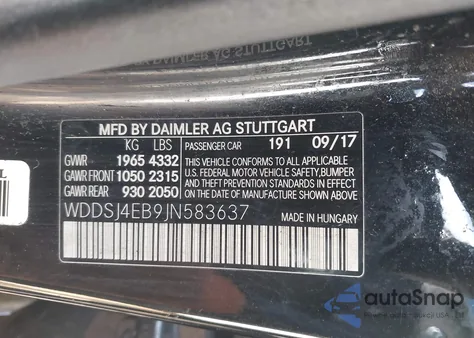 MFD BY DAIMLER AG STUTTGART
KG LBS PASSENGER CAR 191 09/17
GVWR 1965 4332 THIS VEHICLE CONFORMS TO ALL APPLICABLE
GAWR FRONT 1050 2315 U.S. FEDERAL MOTOR VEHICLE SAFETY,BUMPER
GAWR REAR 930 2050 AND THEFT PREVENTION STANDARDS IN EFFECT
ON THE DATE OF MANUFACTURE SHOWN ABOVE
WDDSJ4EB9JN583637
MADE IN HUNGARY
autoSnap